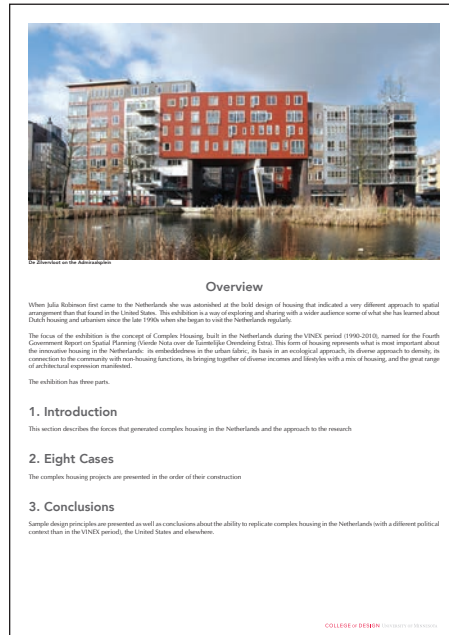 De Zilvervloot on the Admiraalsplein
Overview
When Julia Robinson first came to the Netherlands she was astonished at the bold design of housing that indicated a very different approach to spatial
arrangement than that found in the United States. This exhibition is a way of exploring and sharing with a wider audience some of what she has learned about
Dutch housing and urbanism since the late 1990s when she began to visit the Netherlands regularly.
The focus of the exhibition is the concept of Complex Housing, built in the Netherlands during the VINEX period (1990-2010), named for the Fourth
Government Report on Spatial Planning (Vierde Nota over de Ruimtelijke Orendeing Extra). This form of housing represents what is most important about
the innovative housing in the Netherlands: its embeddedness in the urban fabric, its basis in an ecological approach, its diverse approach to density, its
connection to the community with non-housing functions, its bringing together of diverse incomes and lifestyles with a mix of housing, and the great range
of architectural expression manifested.
The exhibition has three parts.
1. Introduction
This section describes the forces that generated complex housing in the Netherlands and the approach to the research
2. Eight Cases
The complex housing projects are presented in the order of their construction
3. Conclusions
Sample design principles are presented as well as conclusions about the ability to replicate complex housing in the Netherlands (with a different political
context than in the VINEX period), the United States and elsewhere.
COLLEGE OF DESIGN UNIVERSITY OF MINNESOTA